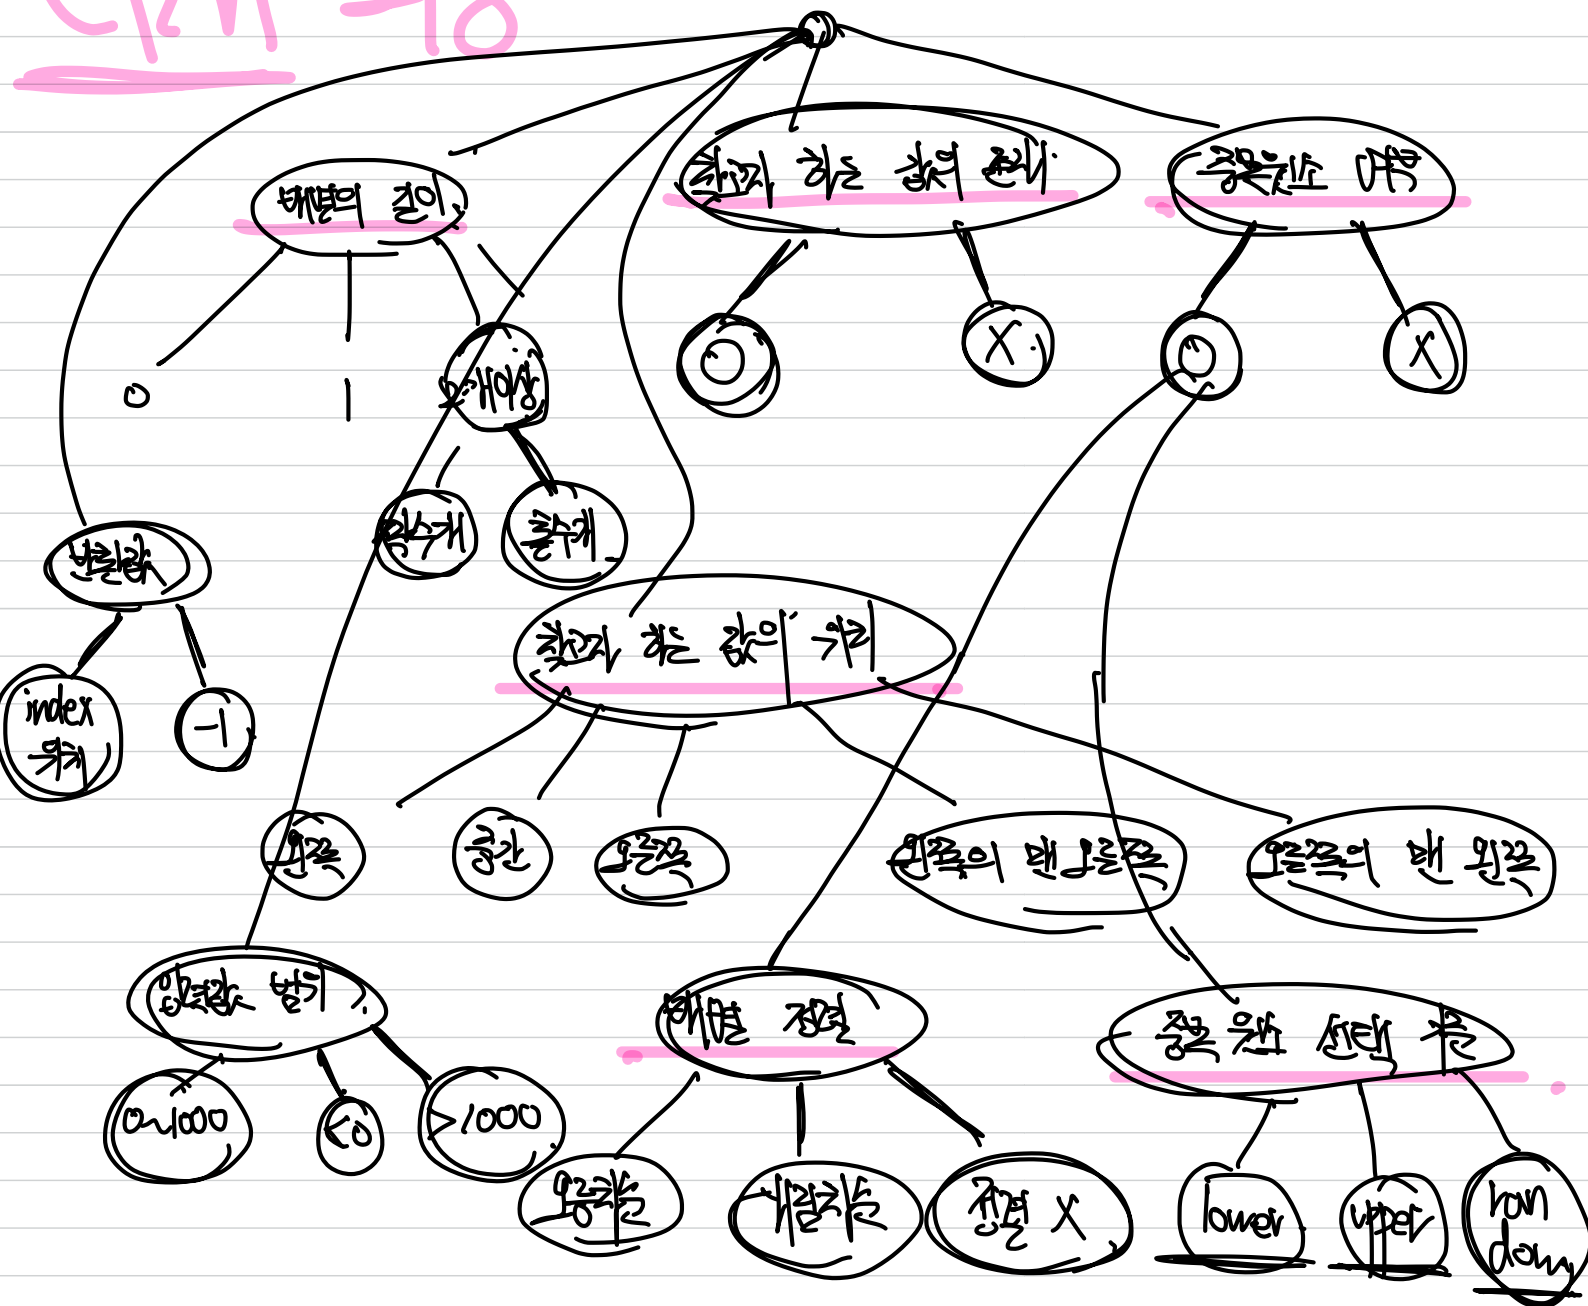 배열의 길이
찾고자 하는 값의 존재
중복원소 여부
0
1
2개이상
O
X
O
X
짝수개
홀수개
반환값
index
위치
-1
찾고자 하는 값의 위치
왼쪽
중간
오른쪽
왼쪽의 맨 오른쪽
오른쪽의 맨 왼쪽
입력값 범위
배열 정렬
중복 원소 선택 기준
0~1000
<0
>1000
오름차순
내림차순
정렬 X
lower
upper
ran
dom